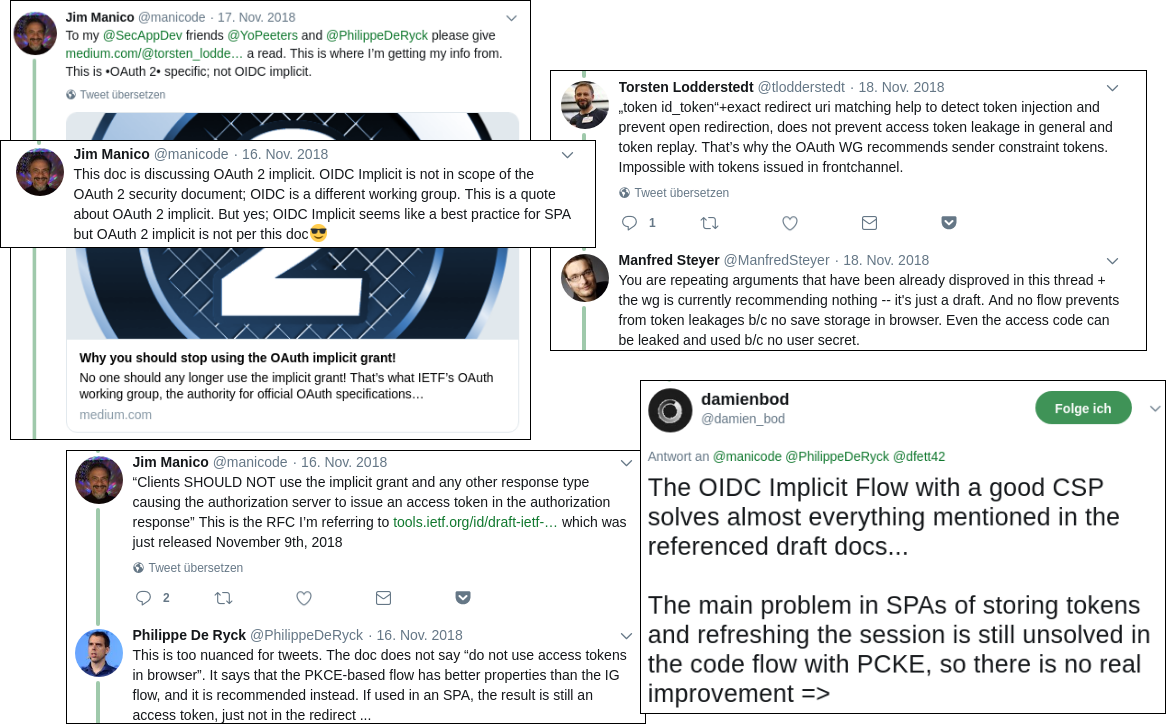 Jim Manico @manicode · 17. Nov. 2018
To my @SecAppDev friends @YoPeeters and @PhilippeDeRyck please give
medium.com/@torsten_lodde… a read. This is where I’m getting my info from.
This is •OAuth 2• specific; not OIDC implicit.
Tweet übersetzen
Jim Manico @manicode · 16. Nov. 2018
This doc is discussing OAuth 2 implicit. OIDC Implicit is not in scope of the
OAuth 2 security document; OIDC is a different working group. This is a quote
about OAuth 2 implicit. But yes; OIDC Implicit seems like a best practice for SPA
but OAuth 2 implicit is not per this doc😎
2
Why you should stop using the OAuth implicit grant!
No one should any longer use the implicit grant! That’s what IETF’s OAuth
working group, the authority for official OAuth specifications…
medium.com
Torsten Lodderstedt @tlodderstedt · 18. Nov. 2018
„token id_token“+exact redirect uri matching help to detect token injection and
prevent open redirection, does not prevent access token leakage in general and
token replay. That’s why the OAuth WG recommends sender constraint tokens.
Impossible with tokens issued in frontchannel.
Tweet übersetzen
1
Manfred Steyer @ManfredSteyer · 18. Nov. 2018
You are repeating arguments that have been already disproved in this thread +
the wg is currently recommending nothing -- it's just a draft. And no flow prevents
from token leakages b/c no save storage in browser. Even the access code can
be leaked and used b/c no user secret.
Jim Manico @manicode · 16. Nov. 2018
“Clients SHOULD NOT use the implicit grant and any other response type
causing the authorization server to issue an access token in the authorization
response” This is the RFC I’m referring to tools.ietf.org/id/draft-ietf-… which was
just released November 9th, 2018
Tweet übersetzen
2
Philippe De Ryck @PhilippeDeRyck · 16. Nov. 2018
This is too nuanced for tweets. The doc does not say “do not use access tokens
in browser”. It says that the PKCE-based flow has better properties than the IG
flow, and it is recommended instead. If used in an SPA, the result is still an
access token, just not in the redirect ...
damienbod
@damien_bod
Folge ich
Antwort an @manicode @PhilippeDeRyck @dfett42
The OIDC Implicit Flow with a good CSP
solves almost everything mentioned in the
referenced draft docs...
The main problem in SPAs of storing tokens
and refreshing the session is still unsolved in
the code flow with PCKE, so there is no real
improvement =>